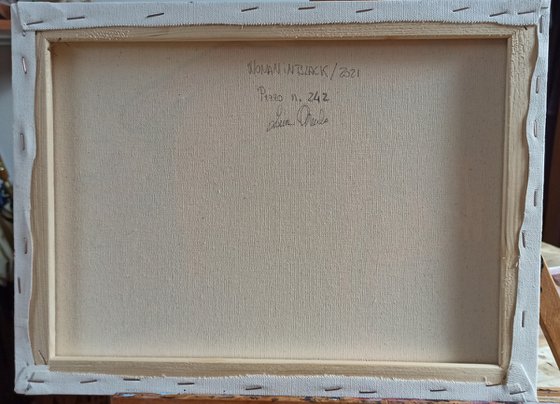 WOMAN IN BLACK / 2021
Pezzo n. 242